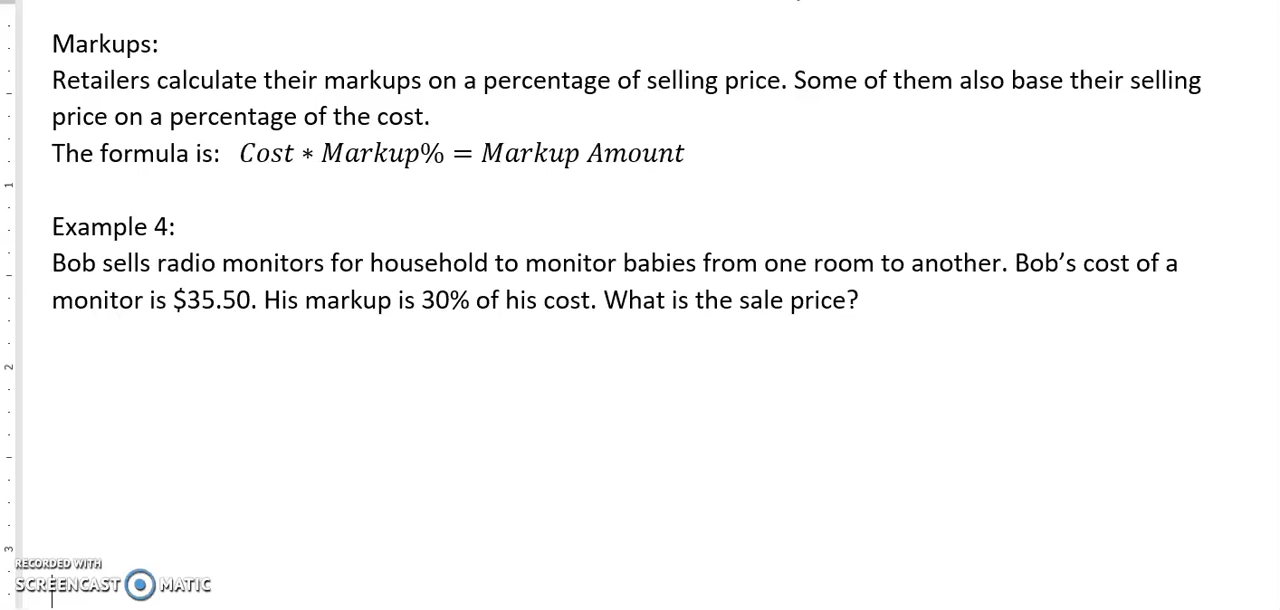 Markups:
Retailers calculate their markups on a percentage of selling price. Some of them also base their selling
price on a percentage of the cost.
The formula is: Cost * Markup% = Markup Amount
1
Example 4:
Bob sells radio monitors for household to monitor babies from one room to another. Bob’s cost of a
monitor is $35.50. His markup is 30% of his cost. What is the sale price?
2
3
RECORDED WITH
SCREENCAST MATIC